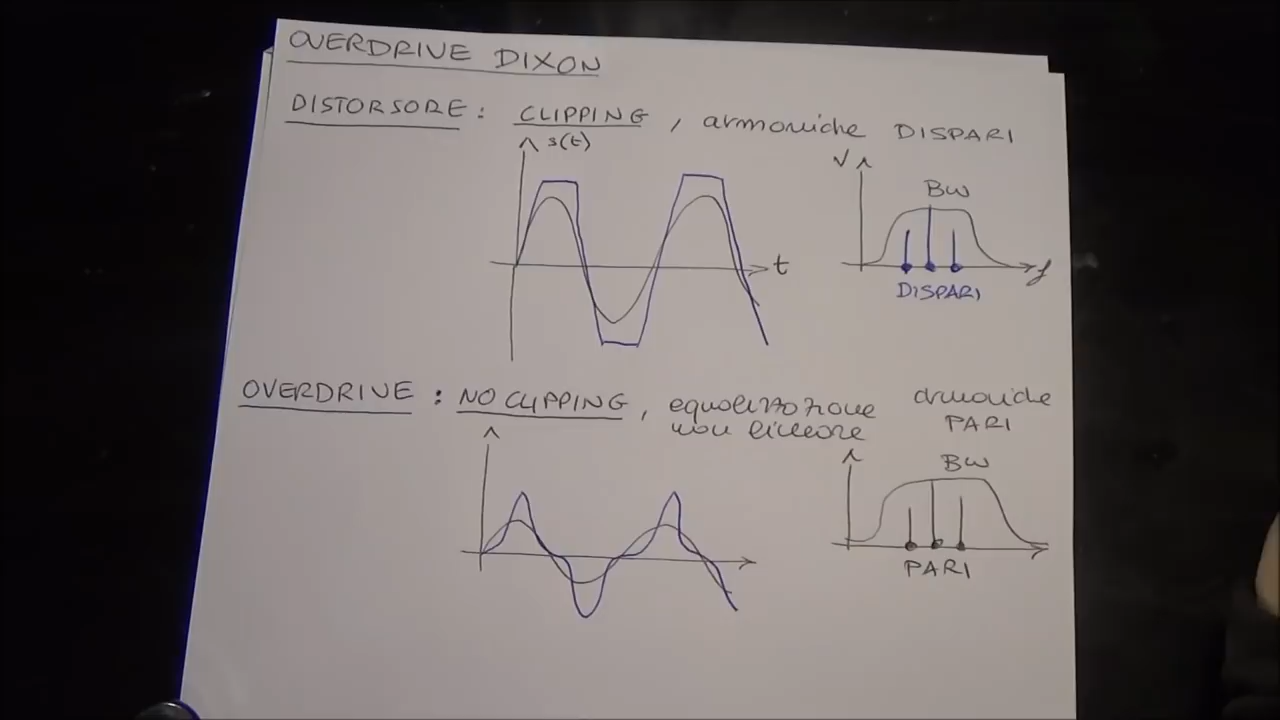 OVERDRIVE DIXON
DISTORSORE : CLIPPING , armoniche DISPARI
s(t)
V
BW
t
f
DISPARI
OVERDRIVE : NO CLIPPING , equalizzazione non lineare
armoniche PARI
BW
PARI